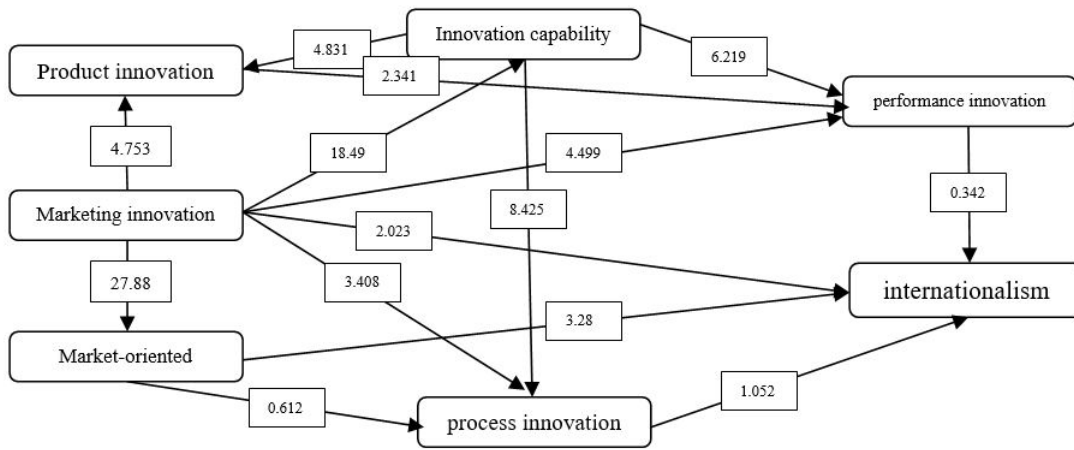 Innovation capability
4.831
Product innovation
2.341
6.219
performance innovation
4.753
18.49
4.499
Marketing innovation
8.425
0.342
2.023
27.88
3.408
internationalism
3.28
Market-oriented
0.612
process innovation
1.052